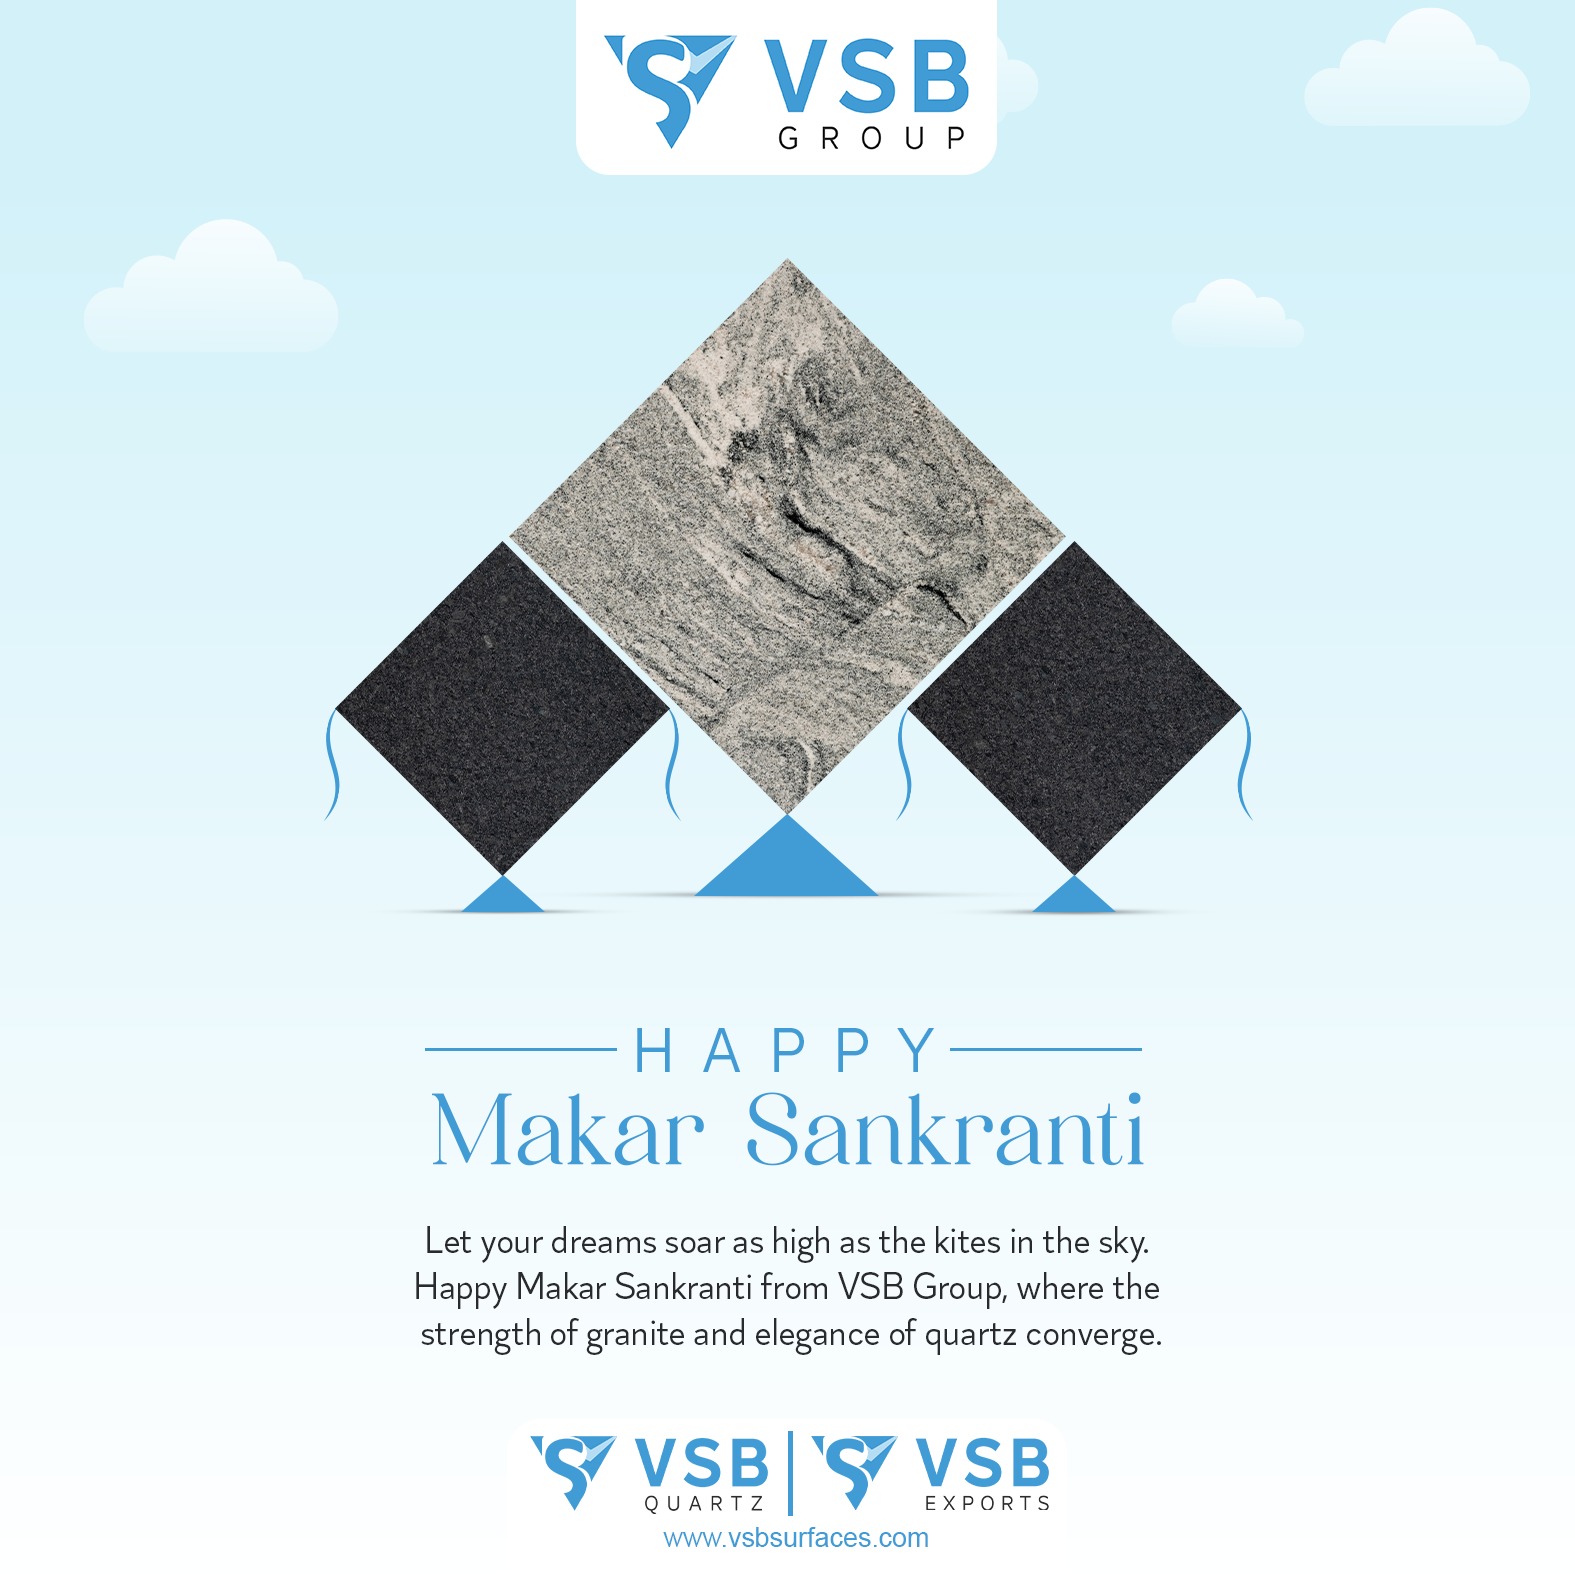 VSB
GROUP
HAPPY
Makar Sankranti
Let your dreams soar as high as the kites in the sky.
Happy Makar Sankranti from VSB Group, where the
strength of granite and elegance of quartz converge.
VSB
QUARTZ
VSB
EXPORTS
www.vsbsurfaces.com